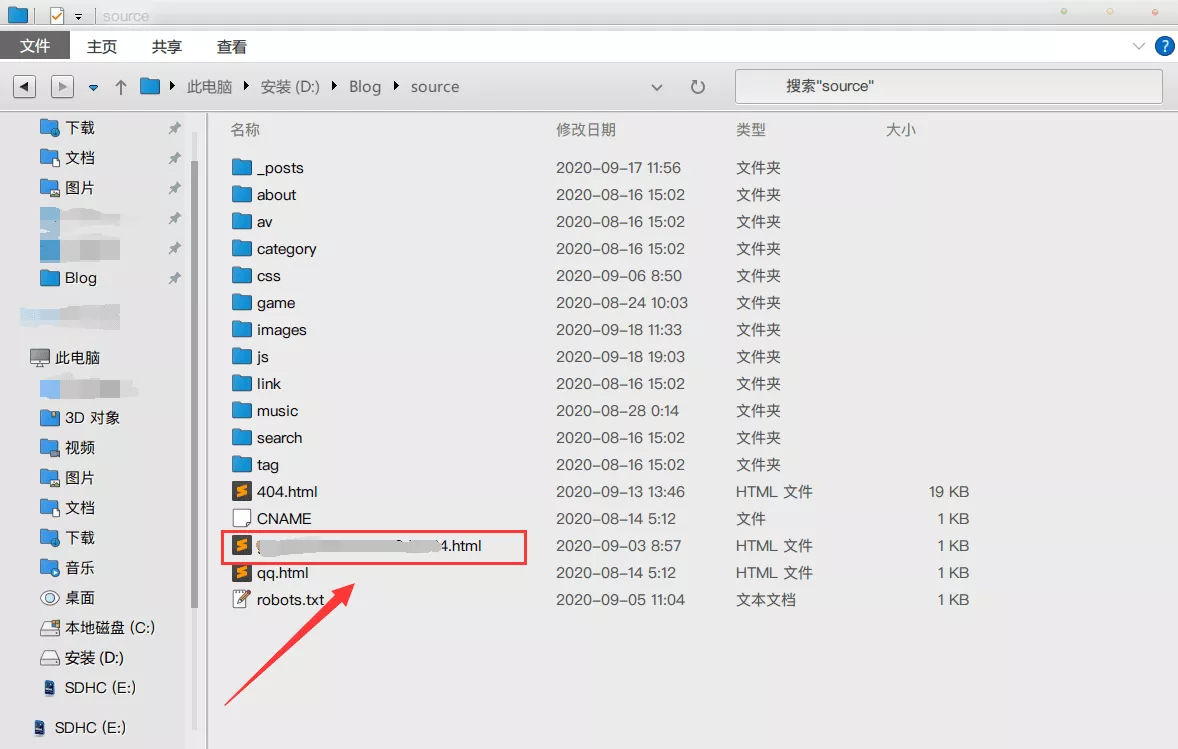 source
文件 主页 共享 查看
此电脑 安装 (D:) Blog source 搜索"source"
下载
文档
图片
Blog
此电脑
3D 对象
视频
图片
文档
下载
音乐
桌面
本地磁盘 (C:)
安装 (D:)
SDHC (E:)
SDHC (E:)
名称 修改日期 类型 大小
_posts 2020-09-17 11:56 文件夹
about 2020-08-16 15:02 文件夹
av 2020-08-16 15:02 文件夹
category 2020-08-16 15:02 文件夹
css 2020-09-06 8:50 文件夹
game 2020-08-24 10:03 文件夹
images 2020-09-18 11:33 文件夹
js 2020-09-18 19:03 文件夹
link 2020-08-16 15:02 文件夹
music 2020-08-28 0:14 文件夹
search 2020-08-16 15:02 文件夹
tag 2020-08-16 15:02 文件夹
404.html 2020-09-13 13:46 HTML 文件 19 KB
CNAME 2020-08-14 5:12 文件 1 KB
4.html 2020-09-03 8:57 HTML 文件 1 KB
qq.html 2020-08-14 5:12 HTML 文件 1 KB
robots.txt 2020-09-05 11:04 文本文档 1 KB